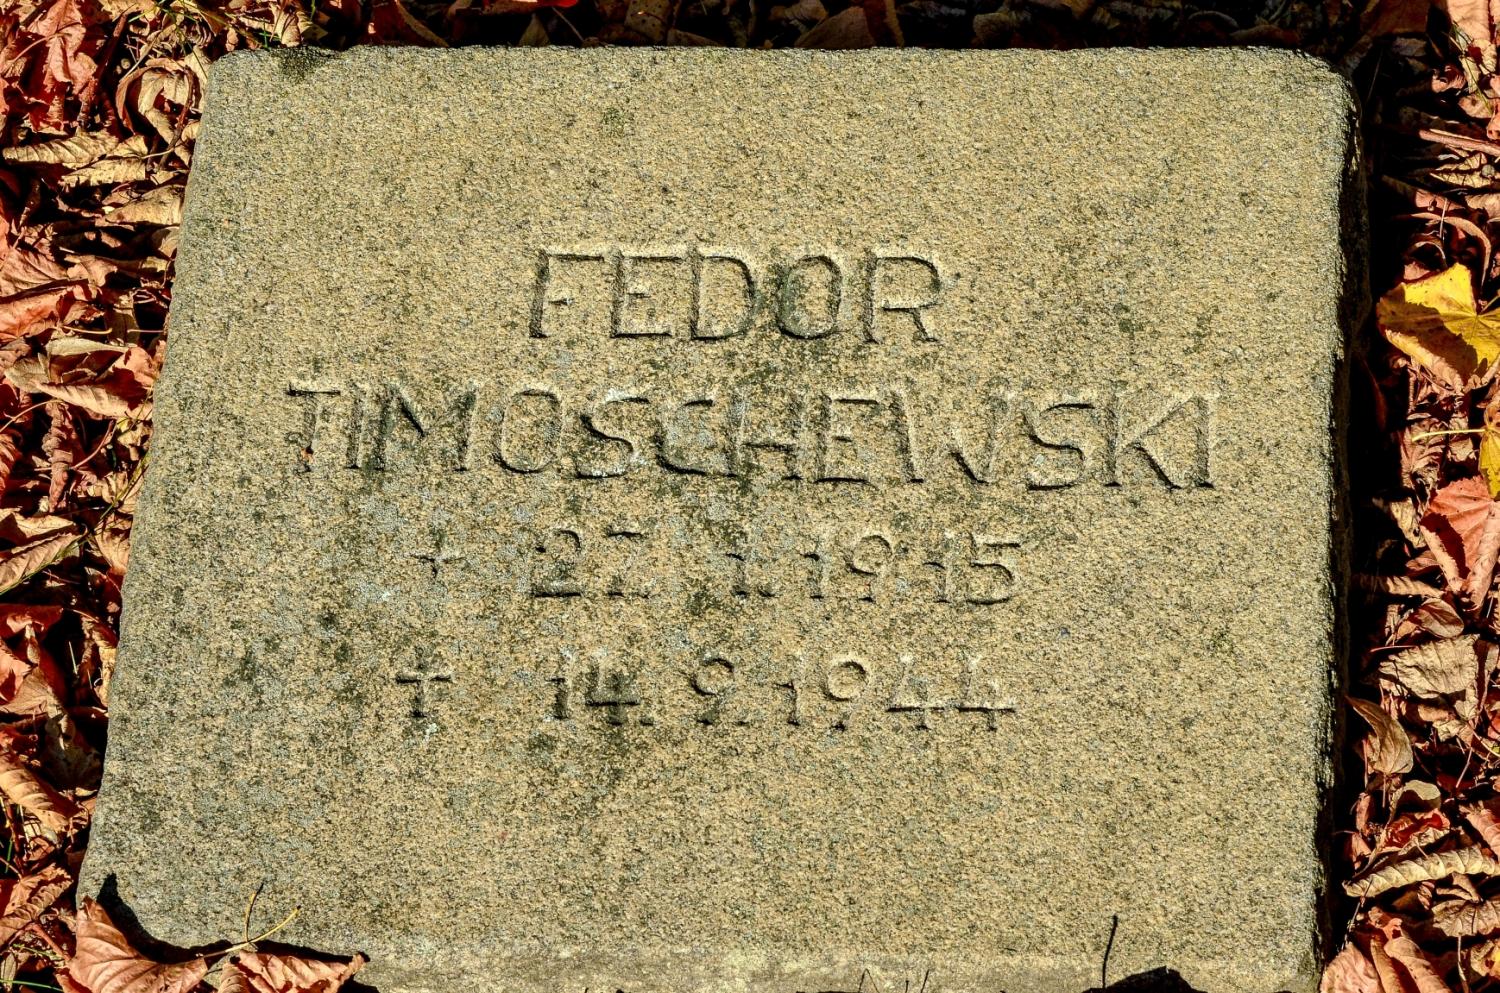 FEDOR
TIMOSCHEWSKI
+ 27. 1. 1915
† 14. 9. 1944